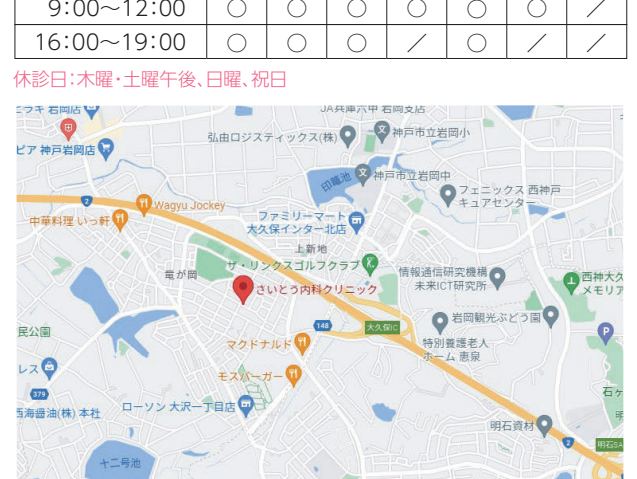 9:00〜12:00 ○ ○ ○ ○ ○ ○ ／
16:00〜19:00 ○ ○ ○ ／ ○ ／ ／
休診日:木曜・土曜午後、日曜、祝日
岩岡店
JA兵庫六甲 岩岡支店
弘由ロジスティックス(株)
神戸市立岩岡小
ピア 神戸岩岡店
印籠池
神戸市立岩岡中
フェニックス 西神戸
キュアセンター
2
Wagyu Jockey
中華料理 いっ軒
ファミリーマート
大久保インター北店
上新地
竜が岡
ザ・リンクスゴルフクラブ
さいとう内科クリニック
情報通信研究機構
未来ICT研究所
西神大久
メモリア
148
大久保IC
岩岡観光ぶどう園
P
民公園
マクドナルド
特別養護老人
ホーム 恵泉
レス
モスバーガー
379
石ヶ
西海醤油(株) 本社
ローソン 大沢一丁目店
明
明石資材
2
明石SA
十二号池